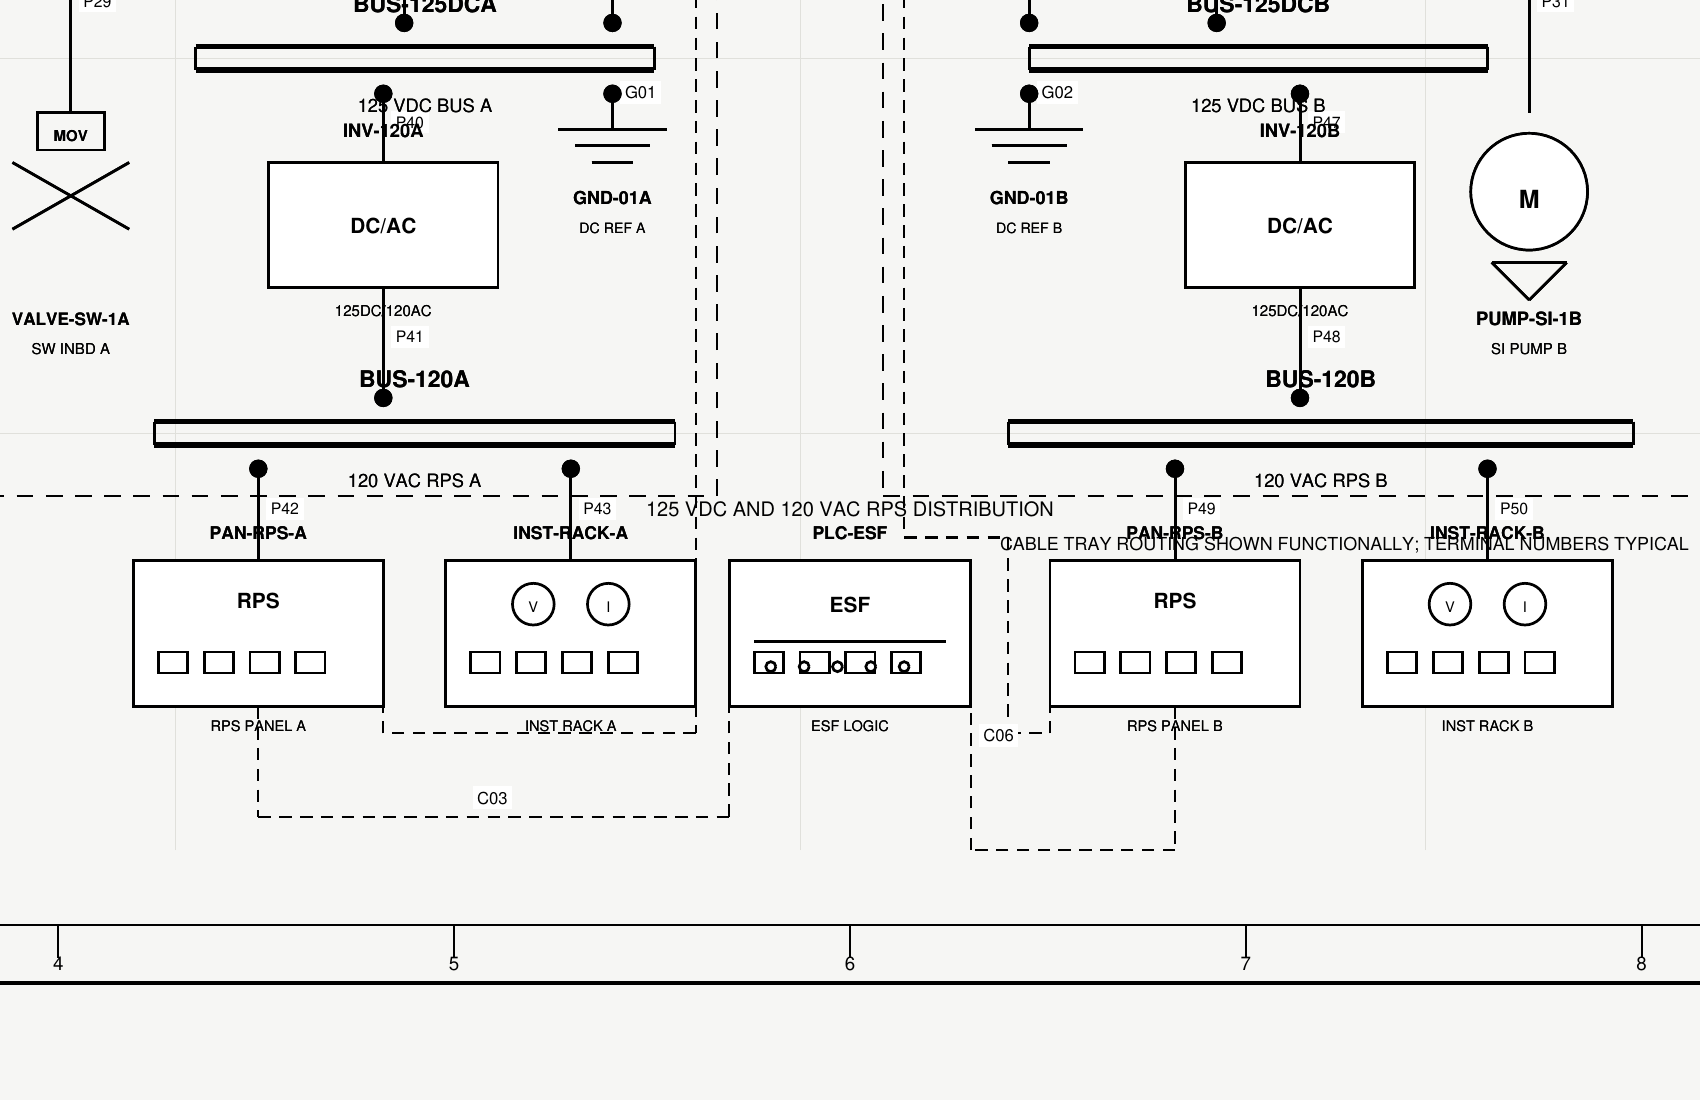 P29
BUS-125DCA
BUS-125DCB
P31
125 VDC BUS A
G01
G02
125 VDC BUS B
P40
P47
INV-120A
INV-120B
MOV
DC/AC
GND-01A
DC REF A
GND-01B
DC REF B
DC/AC
M
125DC/120AC
125DC/120AC
VALVE-SW-1A
SW INBD A
P41
P48
PUMP-SI-1B
SI PUMP B
BUS-120A
BUS-120B
120 VAC RPS A
120 VAC RPS B
P42
P43
125 VDC AND 120 VAC RPS DISTRIBUTION
P49
P50
PAN-RPS-A
INST-RACK-A
PLC-ESF
PAN-RPS-B
INST-RACK-B
CABLE TRAY ROUTING SHOWN FUNCTIONALLY; TERMINAL NUMBERS TYPICAL
RPS
V
I
ESF
RPS
V
I
RPS PANEL A
INST RACK A
ESF LOGIC
C06
RPS PANEL B
INST RACK B
C03
4
5
6
7
8